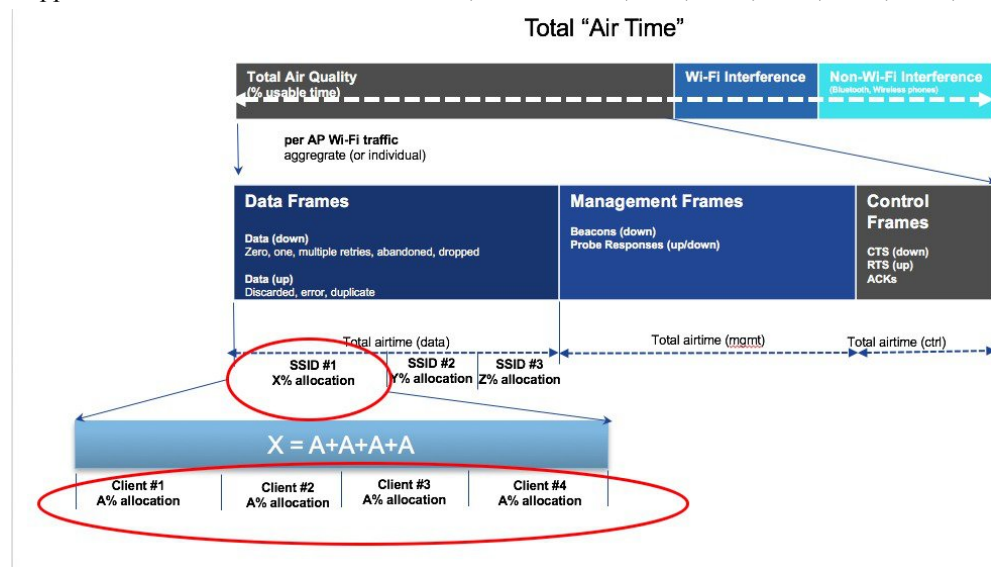 Total “Air Time”
Total Air Quality
(% usable time)
Wi-Fi Interference
Non-Wi-Fi Interference
(Bluetooth, Wireless phones)
per AP Wi-Fi traffic
aggregrate (or individual)
Data Frames
Data (down)
Zero, one, multiple retries, abandoned, dropped
Data (up)
Discarded, error, duplicate
Management Frames
Beacons (down)
Probe Responses (up/down)
Control
Frames
CTS (down)
RTS (up)
ACKs
Total airtime (data)
Total airtime (mgmt)
Total airtime (ctrl)
SSID #1
X% allocation
SSID #2
Y% allocation
SSID #3
Z% allocation
X = A+A+A+A
Client #1
A% allocation
Client #2
A% allocation
Client #3
A% allocation
Client #4
A% allocation